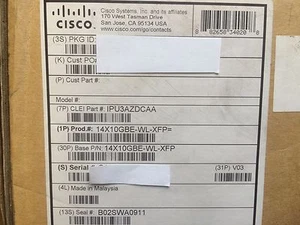 CISCO
Cisco Systems, Inc. and its affiliates
170 West Tasman Drive
San Jose, CA 95134 USA
www.cisco.com/go/contacts
(3S) PKG ID:
(K) Cust PO#
(P) Cust Part#
Model#:
(7P) CLEI Part #: IPU3AZDCAA
(1P) Prod.#: 14X10GBE-WL-XFP=
(30P) Base P/N: 14X10GBE-WL-XFP
(S) Serial
(31P) V03
(4L) Made in Malaysia
(13S) Seal #: B02SWA0911